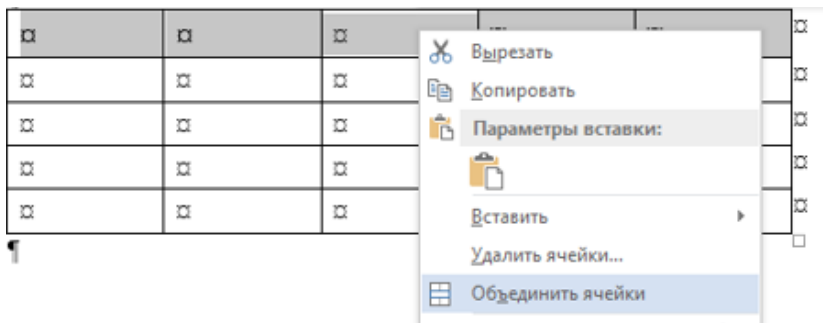 ¤ ¤ ¤ ¤
Вырезать
¤ ¤ ¤ ¤
Копировать
¤ ¤ ¤ ¤
Параметры вставки:
¤ ¤ ¤ ¤
¤ ¤ ¤ ¤
Вставить
¶
Удалить ячейки...
Объединить ячейки